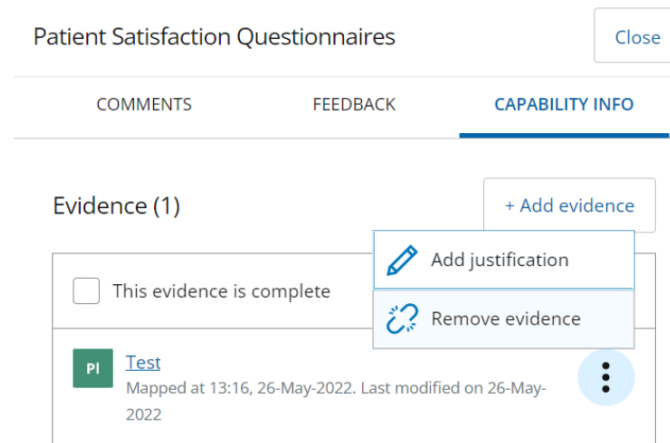 Patient Satisfaction Questionnaires
Close
COMMENTS
FEEDBACK
CAPABILITY INFO
Evidence (1)
+ Add evidence
Add justification
This evidence is complete
Remove evidence
PI
Test
Mapped at 13:16, 26-May-2022. Last modified on 26-May-
2022